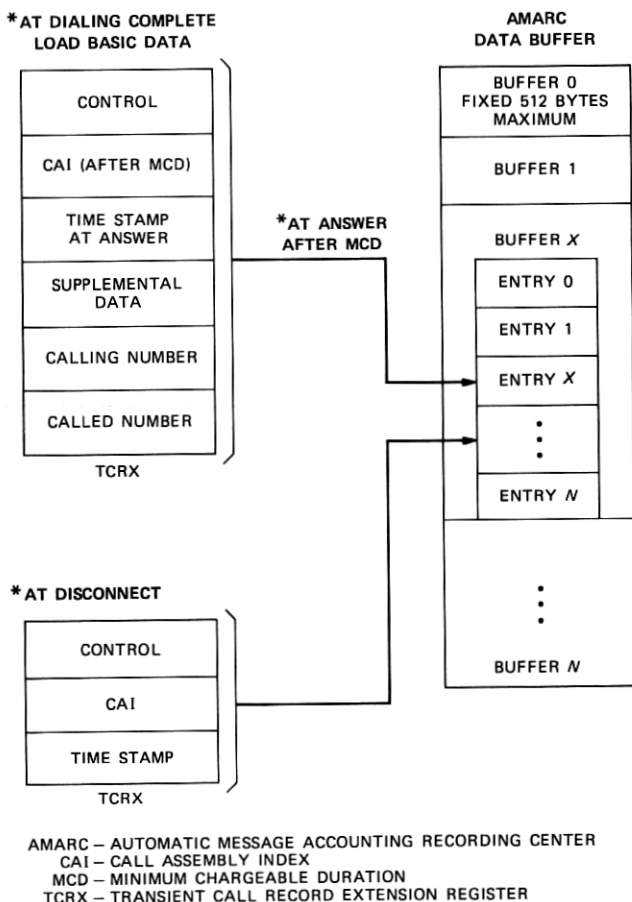 *AT DIALING COMPLETE
LOAD BASIC DATA
CONTROL
CAI (AFTER MCD)
TIME STAMP
AT ANSWER
SUPPLEMENTAL
DATA
CALLING NUMBER
CALLED NUMBER
TCRX
*AT ANSWER
AFTER MCD
AMARC
DATA BUFFER
BUFFER 0
FIXED 512 BYTES
MAXIMUM
BUFFER 1
BUFFER X
ENTRY 0
ENTRY 1
ENTRY X
ENTRY N
BUFFER N
*AT DISCONNECT
CONTROL
CAI
TIME STAMP
TCRX
AMARC – AUTOMATIC MESSAGE ACCOUNTING RECORDING CENTER
CAI – CALL ASSEMBLY INDEX
MCD – MINIMUM CHARGEABLE DURATION
TCRX – TRANSIENT CALL RECORD EXTENSION REGISTER